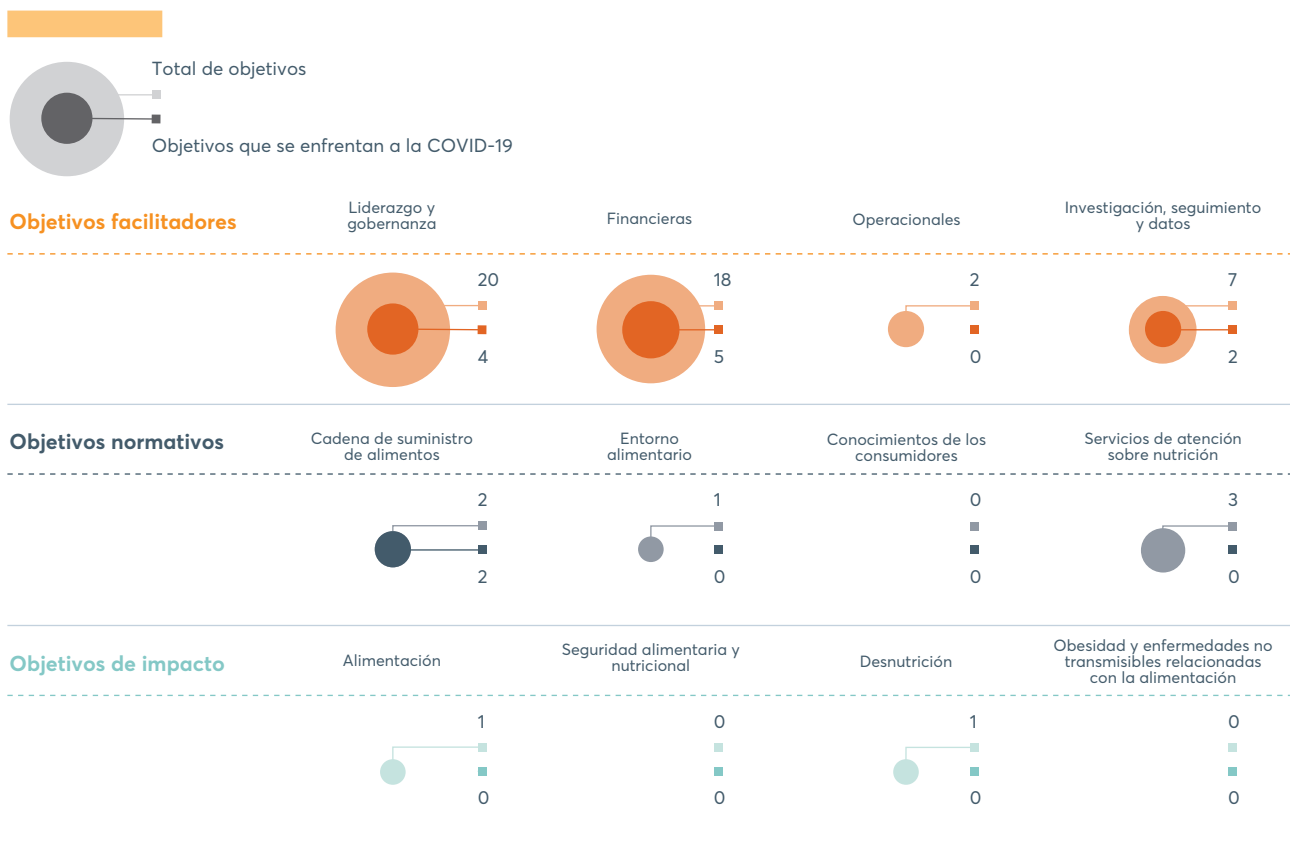 Total de objetivos
Objetivos que se enfrentan a la COVID-19
Objetivos facilitadores
Liderazgo y
gobernanza
Financieras
Operacionales
Investigación, seguimiento
y datos
20
18
2
7
4
5
0
2
Objetivos normativos
Cadena de suministro
de alimentos
Entorno
alimentario
Conocimientos de los
consumidores
Servicios de atención
sobre nutrición
2
1
0
3
2
0
0
0
Objetivos de impacto
Alimentación
Seguridad alimentaria y
nutricional
Desnutrición
Obesidad y enfermedades no
transmisibles relacionadas
con la alimentación
1
0
1
0
0
0
0
0